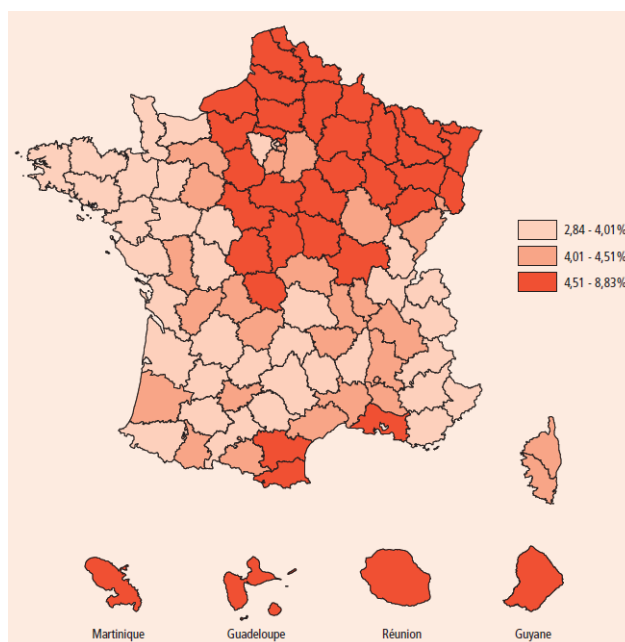 2,84 - 4,01%
4,01 - 4,51%
4,51 - 8,83%
Martinique
Guadeloupe
Réunion
Guyane